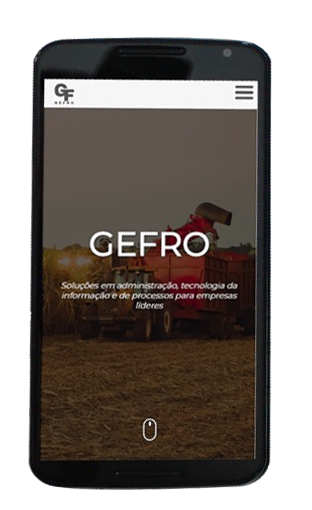 GF
GEFRO
GEFRO
Soluções em administração, tecnologia da
informação e de processos para empresas
líderes